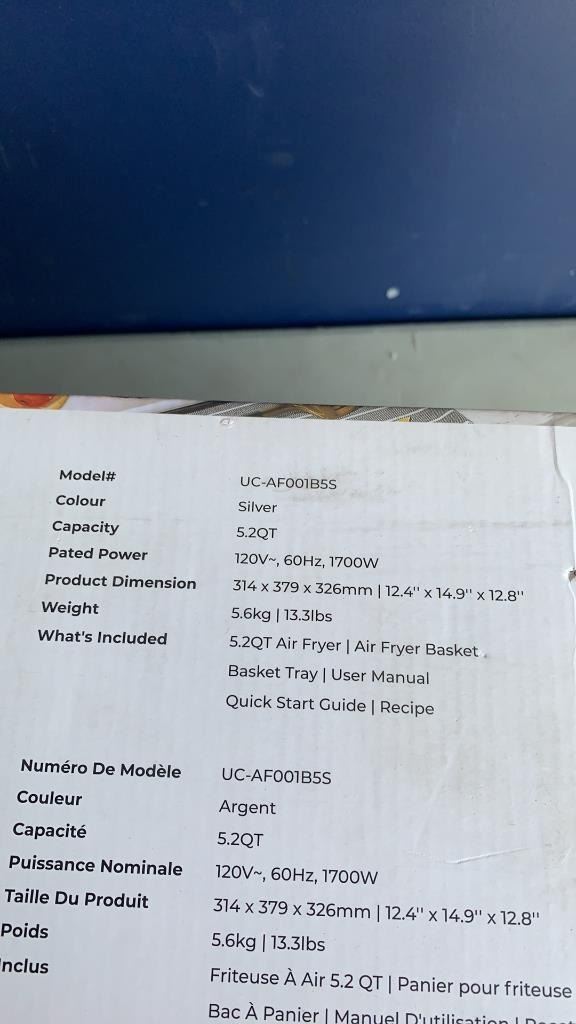 Model# UC-AF001B5S
Colour Silver
Capacity 5.2QT
Pated Power 120V~, 60Hz, 1700W
Product Dimension 314 x 379 x 326mm | 12.4'' x 14.9'' x 12.8''
Weight 5.6kg | 13.3lbs
What's Included 5.2QT Air Fryer | Air Fryer Basket
Basket Tray | User Manual
Quick Start Guide | Recipe
Numéro De Modèle UC-AF001B5S
Couleur Argent
Capacité 5.2QT
Puissance Nominale 120V~, 60Hz, 1700W
Taille Du Produit 314 x 379 x 326mm | 12.4'' x 14.9'' x 12.8''
Poids 5.6kg | 13.3lbs
nclus Friteuse À Air 5.2 QT | Panier pour friteuse
Bac À Panier | Manuel D'utilisation |